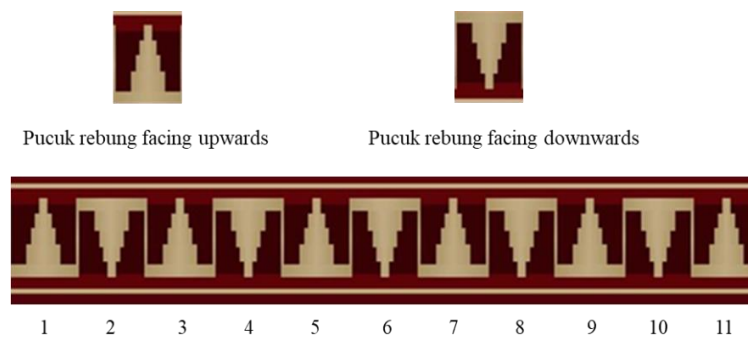 Pucuk rebung facing upwards
Pucuk rebung facing downwards
1 2 3 4 5 6 7 8 9 10 11